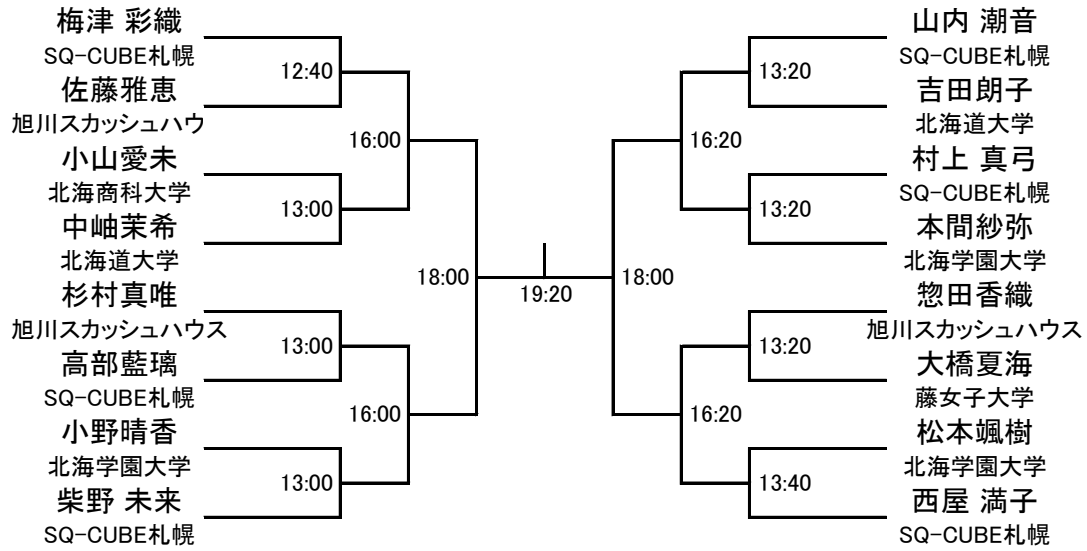 梅津 彩織
SQ-CUBE札幌
12:40
佐藤雅恵
旭川スカッシュハウ
16:00
小山愛未
北海商科大学
13:00
中岫茉希
北海道大学
18:00
杉村真唯
旭川スカッシュハウス
13:00
高部藍璃
SQ-CUBE札幌
16:00
小野晴香
北海学園大学
13:00
柴野 未来
SQ-CUBE札幌
19:20
山内 潮音
SQ-CUBE札幌
13:20
吉田朗子
北海道大学
16:20
村上 真弓
SQ-CUBE札幌
13:20
本間紗弥
北海学園大学
18:00
惣田香織
旭川スカッシュハウス
13:20
大橋夏海
藤女子大学
16:20
松本颯樹
北海学園大学
13:40
西屋 満子
SQ-CUBE札幌